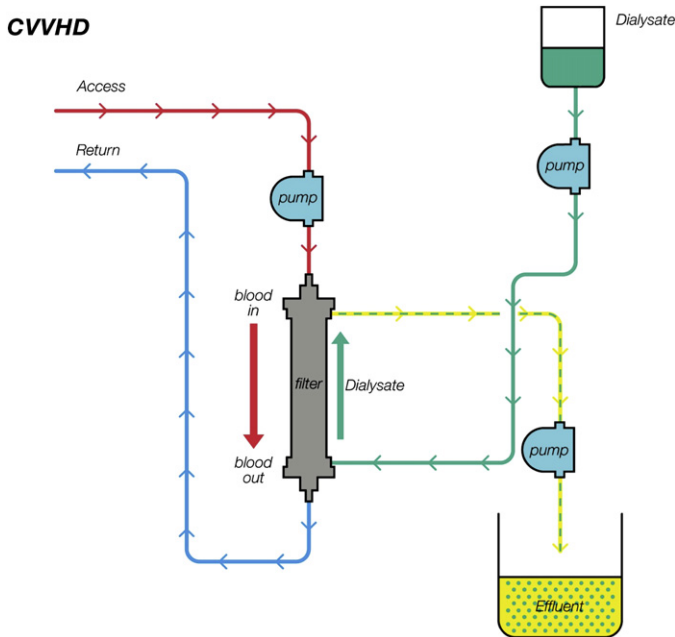 CVVHD
Dialysate
Access
Return
pump
pump
blood
in
filter
Dialysate
blood
out
pump
Effluent